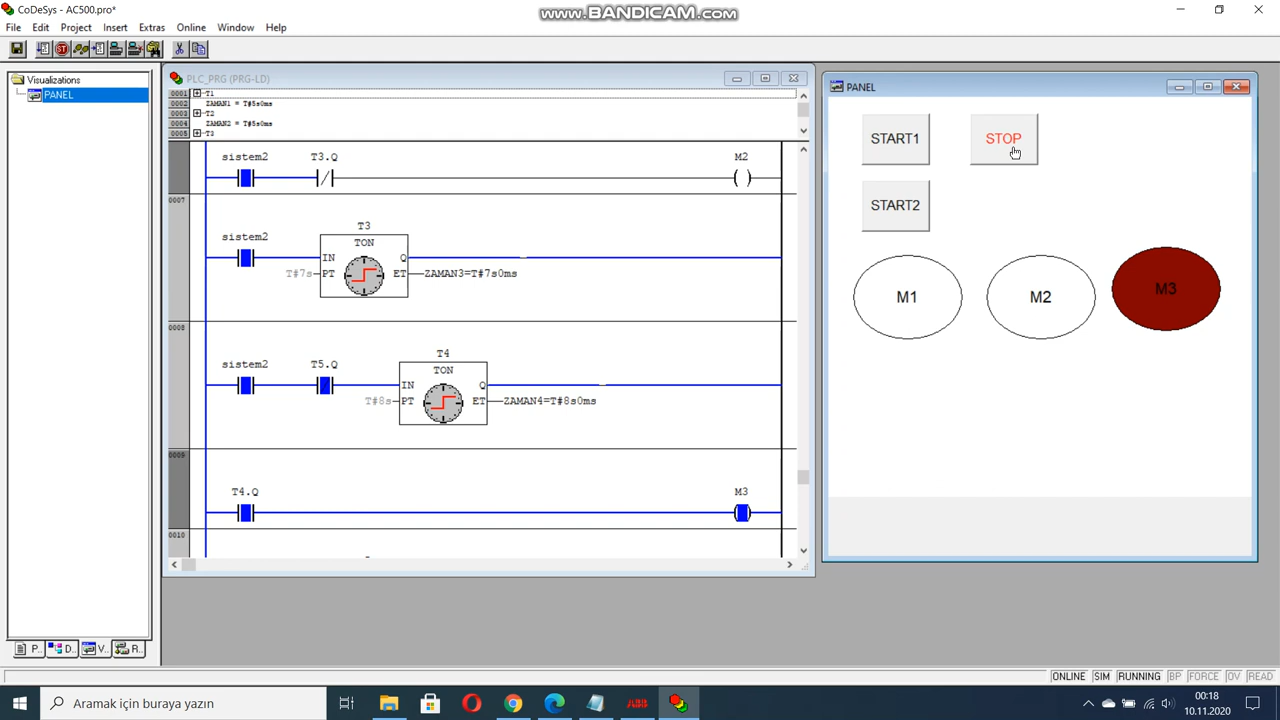 CoDeSys - AC500.pro*
www.BANDICAM.com
File Edit Project Insert Extras Online Window Help
Visualizations
PANEL
PLC_PRG (PRG-LD)
0001 T1
0002 ZAMAN1 = T#5s0ms
0003 T2
0004 ZAMAN2 = T#5s0ms
0005 T3
sistem2 T3.Q M2
0007
T3
sistem2 TON
IN Q
T#7s PT ET ZAMAN3=T#7s0ms
0008
T4
sistem2 T5.Q TON
IN Q
T#8s PT ET ZAMAN4=T#8s0ms
0009
T4.Q M3
0010
PANEL
START1 STOP
START2
M1 M2 M3
P.. D.. V.. R..
ONLINE SIM RUNNING BP FORCE OV READ
Aramak için buraya yazın
ABB
00:18
10.11.2020